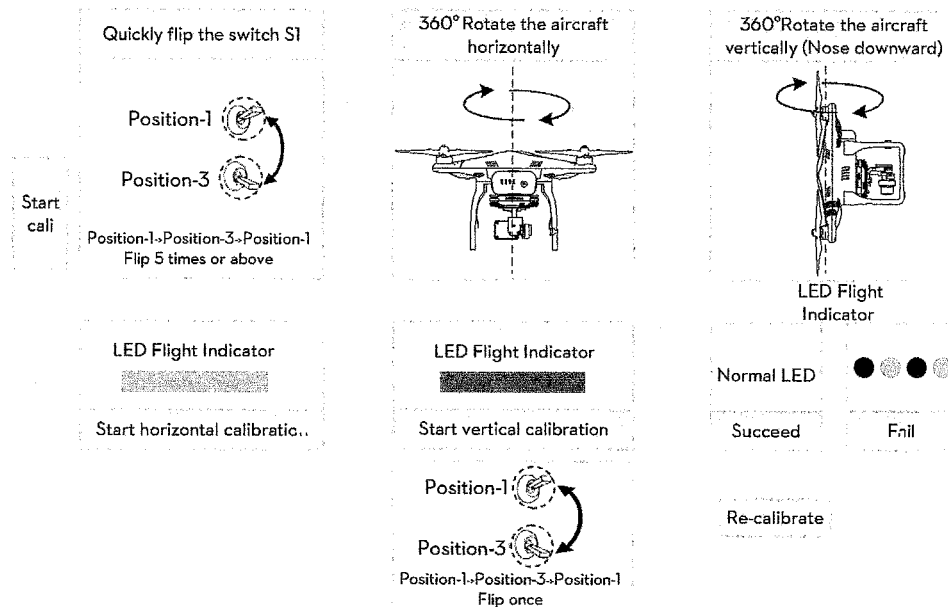 Quickly flip the switch S1
Position-1
Position-3
Position-1→Position-3→Position-1
Flip 5 times or above
Start
cali
LED Flight Indicator
Start horizontal calibratic..
360° Rotate the aircraft
horizontally
LED Flight Indicator
Start vertical calibration
Position-1
Position-3
Position-1→Position-3→Position-1
Flip once
360°Rotate the aircraft
vertically (Nose downward)
LED Flight
Indicator
Normal LED
Succeed
Fail
Re-calibrate